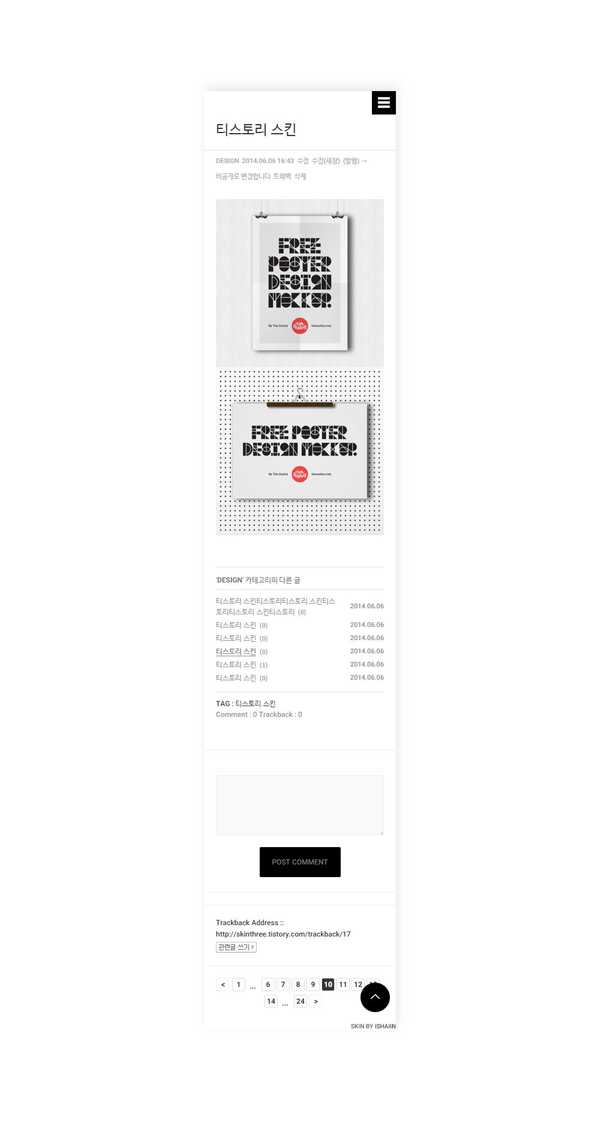 티스토리 스킨
DESIGN 2014.06.06 16:43 수정 수정(새창) (발행) →
비공개로 변경합니다 트랙백 삭제
FREE
POSTER
DESIGN
MOKKUP.
FREE POSTER
DESIGN MOKKUP.
'DESIGN' 카테고리의 다른 글
티스토리 스킨티스토리티스토리 스킨티스
토리티스토리 스킨티스토리 (0) 2014.06.06
티스토리 스킨 (0) 2014.06.06
티스토리 스킨 (0) 2014.06.06
티스토리 스킨 (0) 2014.06.06
티스토리 스킨 (1) 2014.06.06
티스토리 스킨 (0) 2014.06.06
TAG : 티스토리 스킨
Comment : 0 Trackback : 0
POST COMMENT
Trackback Address ::
http://skinthree.tistory.com/trackback/17
관련글 쓰기
< 1 ... 6 7 8 9 10 11 12
14 ... 24 >
SKIN BY ISHAIIN